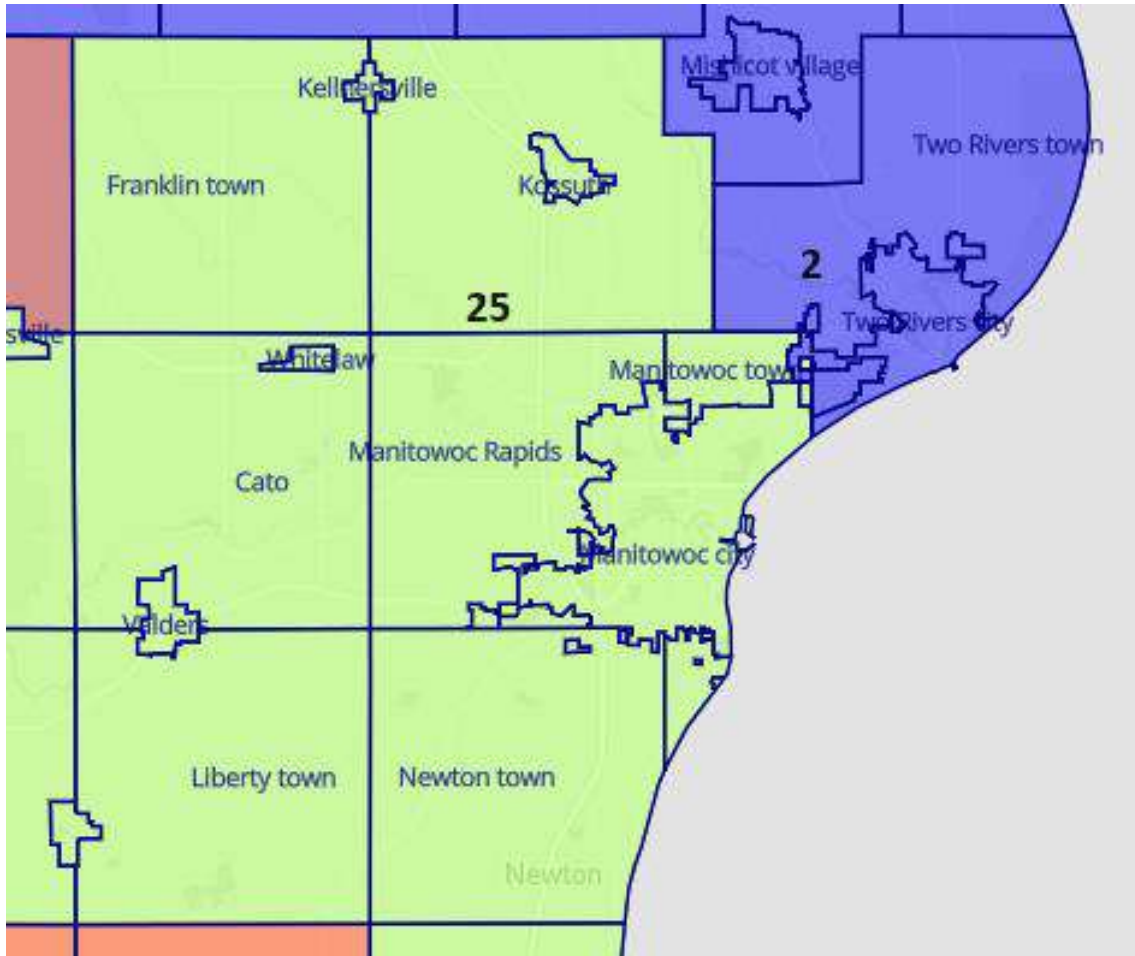 Mishicot village
Kellnersville
Two Rivers town
Franklin town
Kossuth
2
25
Two Rivers city
sville
Whitelaw
Manitowoc town
Manitowoc Rapids
Cato
Manitowoc city
Valders
Liberty town
Newton town
Newton